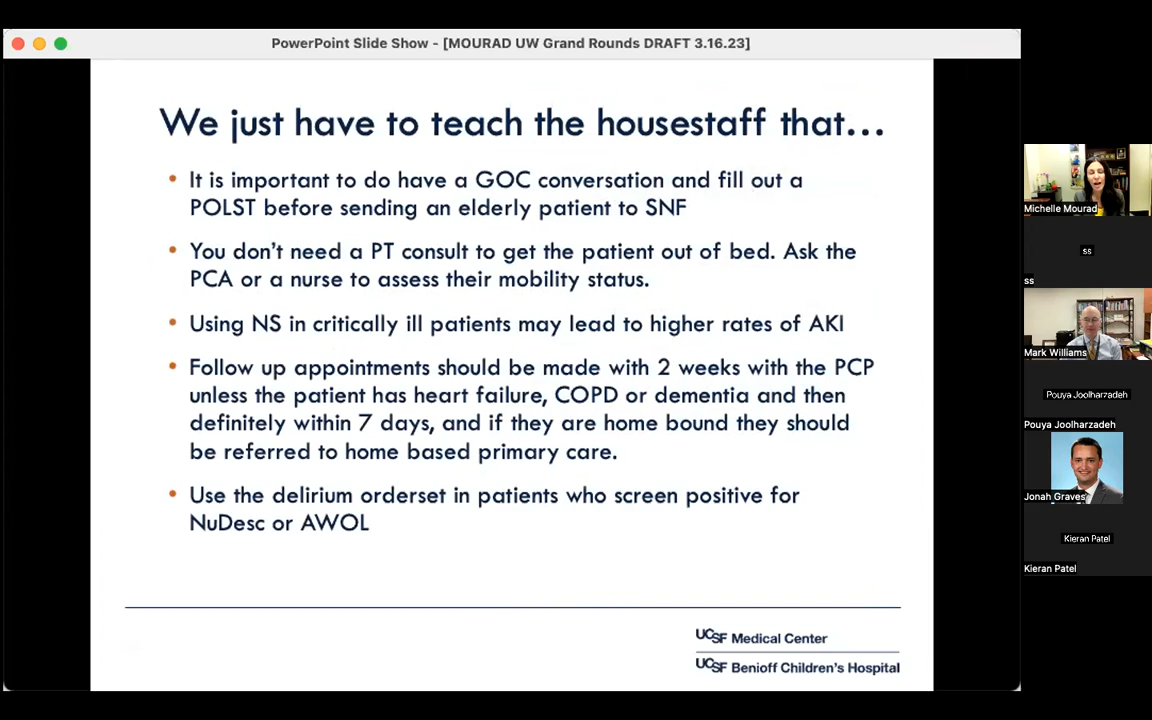 PowerPoint Slide Show - [MOURAD UW Grand Rounds DRAFT 3.16.23]
We just have to teach the housestaff that…
• It is important to do have a GOC conversation and fill out a
POLST before sending an elderly patient to SNF
• You don't need a PT consult to get the patient out of bed. Ask the
PCA or a nurse to assess their mobility status.
• Using NS in critically ill patients may lead to higher rates of AKI
• Follow up appointments should be made with 2 weeks with the PCP
unless the patient has heart failure, COPD or dementia and then
definitely within 7 days, and if they are home bound they should
be referred to home based primary care.
• Use the delirium orderset in patients who screen positive for
NuDesc or AWOL
UCSF Medical Center
UCSF Benioff Children's Hospital
Michelle Mourad
ss
ss
Mark Williams
Pouya Joolharzadeh
Pouya Joolharzadeh
Jonah Graves
Kieran Patel
Kieran Patel